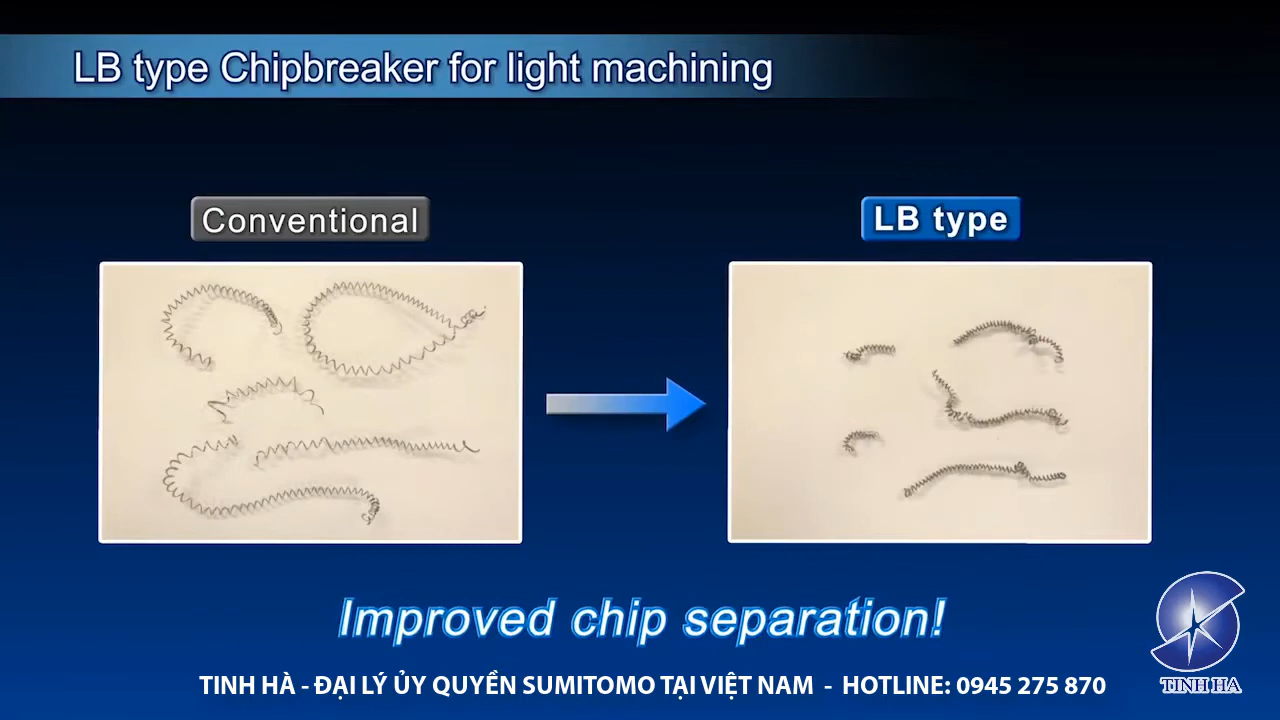 LB type Chipbreaker for light machining
Conventional
LB type
Improved chip separation!
TINH HÀ - ĐẠI LÝ ỦY QUYỀN SUMITOMO TẠI VIỆT NAM - HOTLINE: 0945 275 870
TINH HA